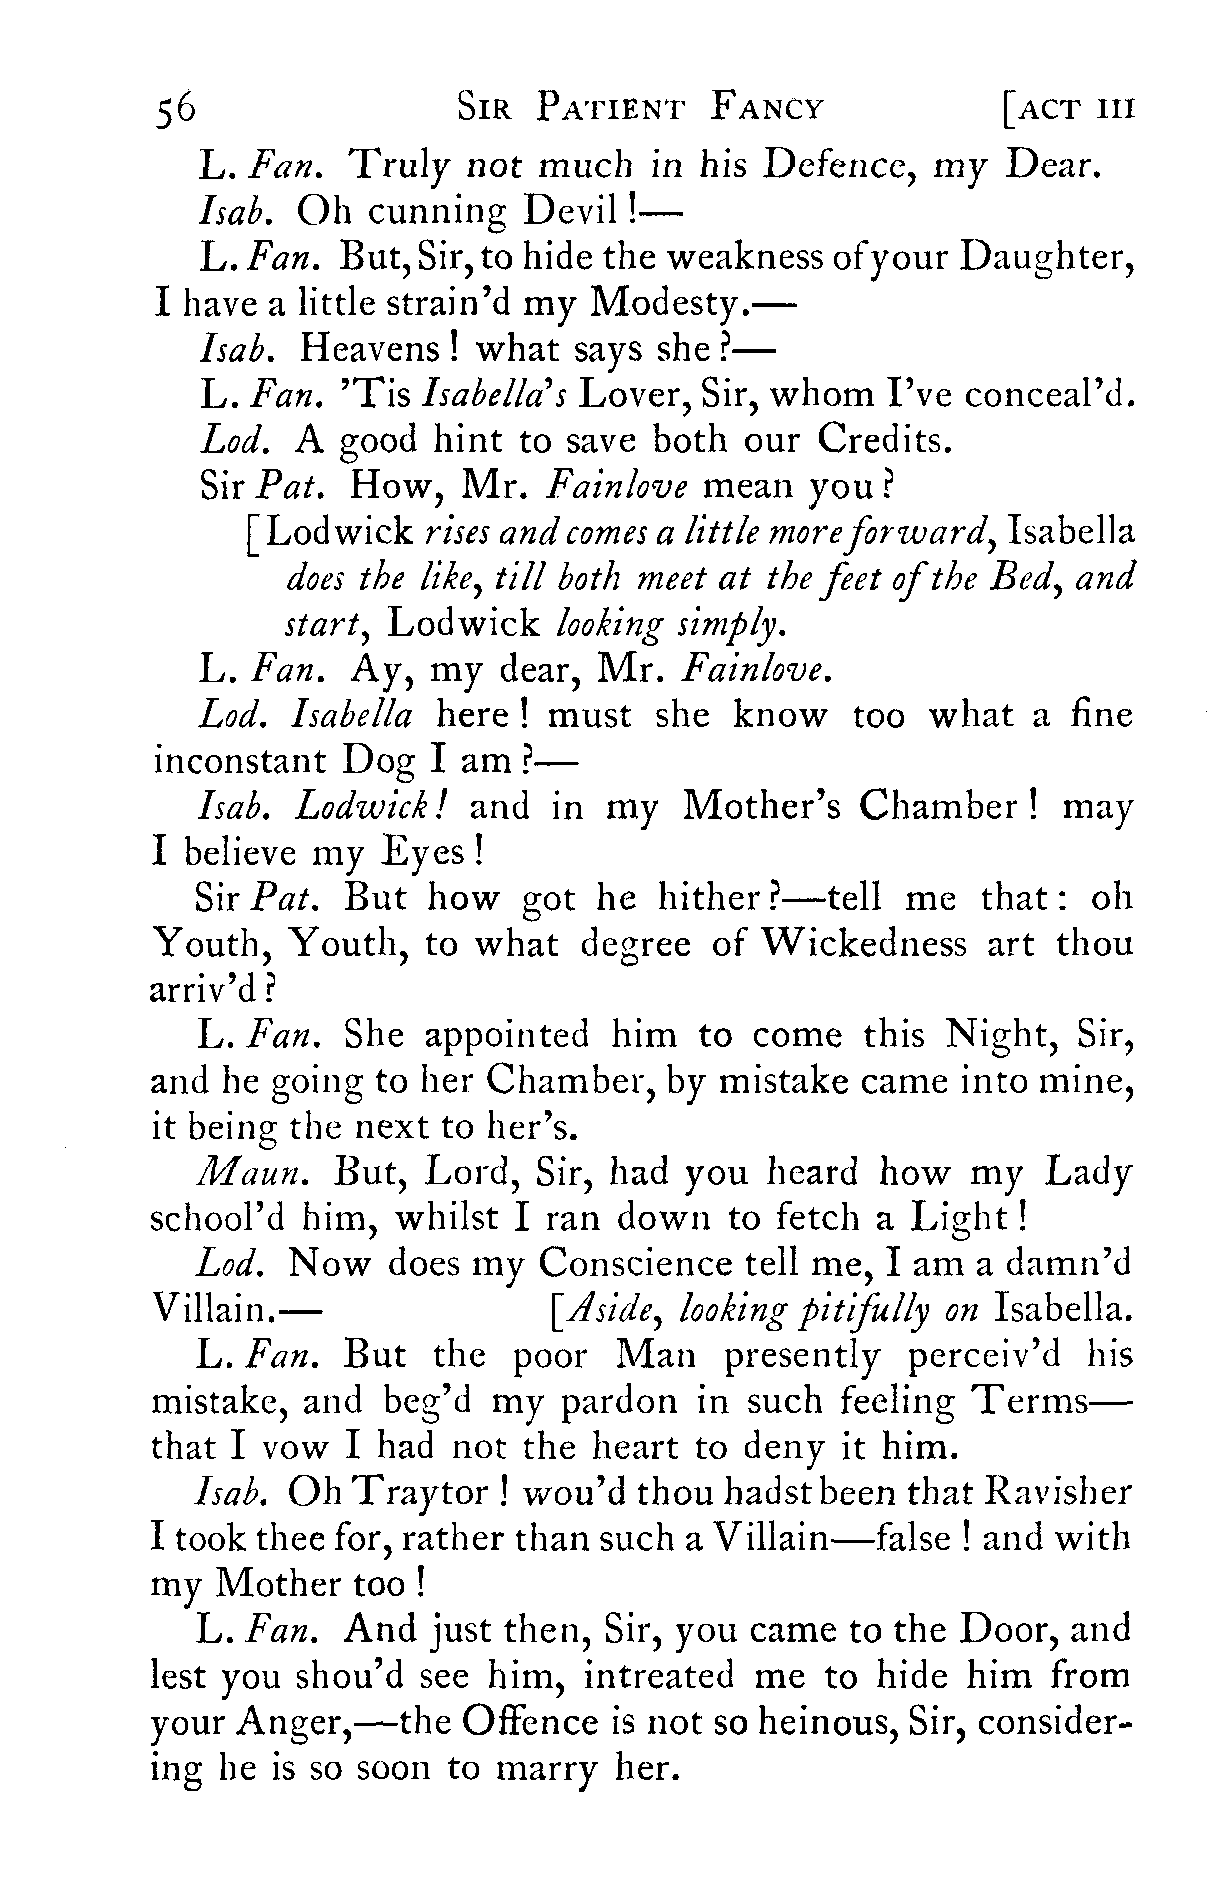 56 SIR PATIENT FANCY [ACT III
L. Fan. Truly not much in his Defence, my Dear.
Isab. Oh cunning Devil!—
L. Fan. But, Sir, to hide the weakness of your Daughter,
I have a little strain'd my Modesty.—
Isab. Heavens! what says she?—
L. Fan. 'Tis Isabella's Lover, Sir, whom I've conceal'd.
Lod. A good hint to save both our Credits.
Sir Pat. How, Mr. Fainlove mean you?
[Lodwick rises and comes a little more forward, Isabella
does the like, till both meet at the feet of the Bed, and
start, Lodwick looking simply.
L. Fan. Ay, my dear, Mr. Fainlove.
Lod. Isabella here! must she know too what a fine
inconstant Dog I am?—
Isab. Lodwick! and in my Mother's Chamber! may
I believe my Eyes!
Sir Pat. But how got he hither?—tell me that: oh
Youth, Youth, to what degree of Wickedness art thou
arriv'd?
L. Fan. She appointed him to come this Night, Sir,
and he going to her Chamber, by mistake came into mine,
it being the next to her's.
Maun. But, Lord, Sir, had you heard how my Lady
school'd him, whilst I ran down to fetch a Light!
Lod. Now does my Conscience tell me, I am a damn'd
Villain.— [Aside, looking pitifully on Isabella.
L. Fan. But the poor Man presently perceiv'd his
mistake, and beg'd my pardon in such feeling Terms—
that I vow I had not the heart to deny it him.
Isab. Oh Traytor! wou'd thou hadst been that Ravisher
I took thee for, rather than such a Villain—false! and with
my Mother too!
L. Fan. And just then, Sir, you came to the Door, and
lest you shou'd see him, intreated me to hide him from
your Anger,—the Offence is not so heinous, Sir, consider-
ing he is so soon to marry her.